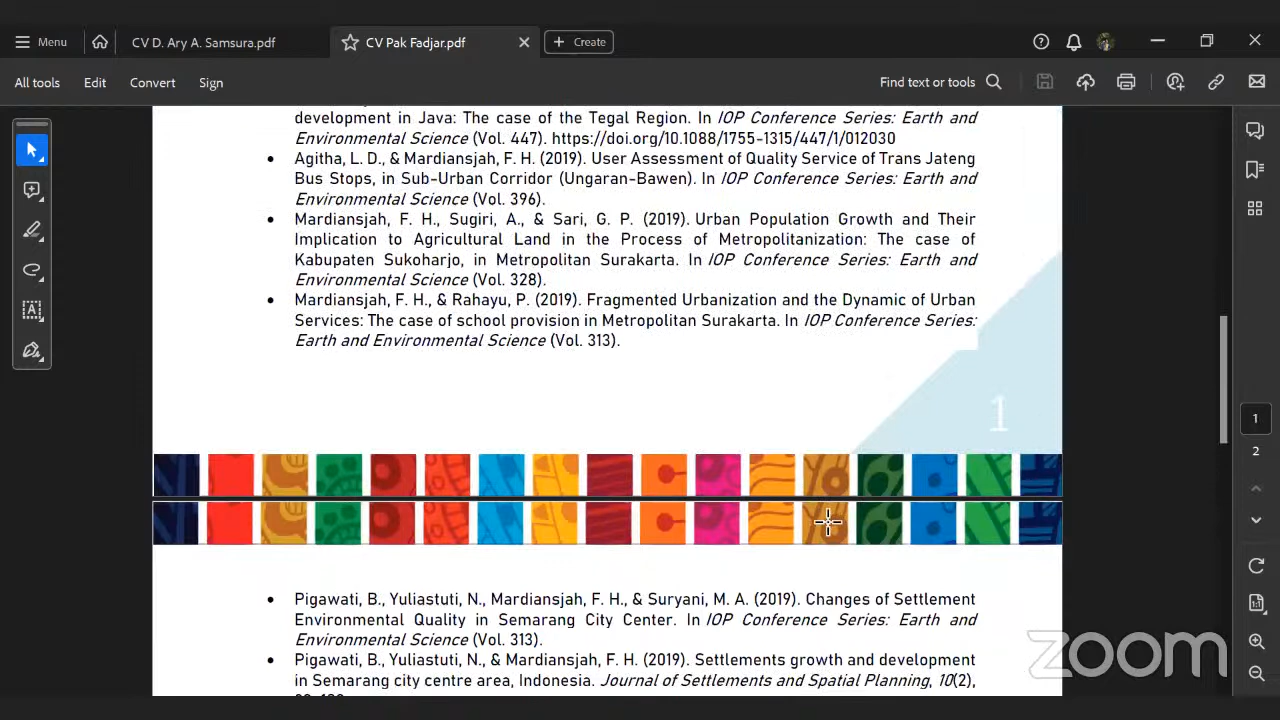 Menu
CV D. Ary A. Samsura.pdf
CV Pak Fadjar.pdf
Create
All tools
Edit
Convert
Sign
Find text or tools
development in Java: The case of the Tegal Region. In IOP Conference Series: Earth and
Environmental Science (Vol. 447). https://doi.org/10.1088/1755-1315/447/1/012030
• Agitha, L. D., & Mardiansjah, F. H. (2019). User Assessment of Quality Service of Trans Jateng
Bus Stops, in Sub-Urban Corridor (Ungaran-Bawen). In IOP Conference Series: Earth and
Environmental Science (Vol. 396).
• Mardiansjah, F. H., Sugiri, A., & Sari, G. P. (2019). Urban Population Growth and Their
Implication to Agricultural Land in the Process of Metropolitanization: The case of
Kabupaten Sukoharjo, in Metropolitan Surakarta. In IOP Conference Series: Earth and
Environmental Science (Vol. 328).
• Mardiansjah, F. H., & Rahayu, P. (2019). Fragmented Urbanization and the Dynamic of Urban
Services: The case of school provision in Metropolitan Surakarta. In IOP Conference Series:
Earth and Environmental Science (Vol. 313).
1
1
2
• Pigawati, B., Yuliastuti, N., Mardiansjah, F. H., & Suryani, M. A. (2019). Changes of Settlement
Environmental Quality in Semarang City Center. In IOP Conference Series: Earth and
Environmental Science (Vol. 313).
• Pigawati, B., Yuliastuti, N., & Mardiansjah, F. H. (2019). Settlements growth and development
in Semarang city centre area, Indonesia. Journal of Settlements and Spatial Planning, 10(2),
zoom